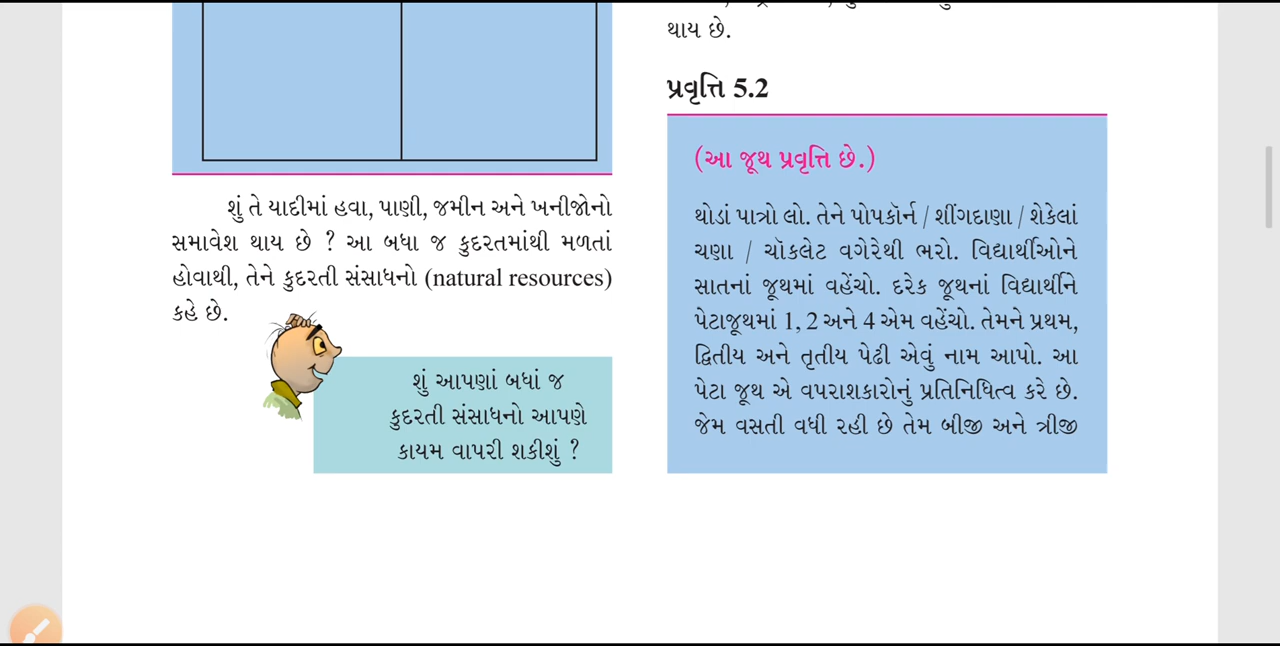 શું તે યાદીમાં હવા, પાણી, જમીન અને ખનીજોનો
સમાવેશ થાય છે ? આ બધા જ કુદરતમાંથી મળતાં
હોવાથી, તેને કુદરતી સંસાધનો (natural resources)
કહે છે.
શું આપણાં બધાં જ
કુદરતી સંસાધનો આપણે
કાયમ વાપરી શકીશું ?
થાય છે.
પ્રવૃત્તિ 5.2
(આ જૂથ પ્રવૃત્તિ છે.)
થોડાં પાત્રો લો. તેને પોપકૉર્ન / શીંગદાણા / શેકેલાં
ચણા / ચૉકલેટ વગેરેથી ભરો. વિદ્યાર્થીઓને
સાતનાં જૂથમાં વહેંચો. દરેક જૂથનાં વિદ્યાર્થીને
પેટાજૂથમાં 1, 2 અને 4 એમ વહેંચો. તેમને પ્રથમ,
દ્વિતીય અને તૃતીય પેઢી એવું નામ આપો. આ
પેટા જૂથ એ વપરાશકારોનું પ્રતિનિધિત્વ કરે છે.
જેમ વસતી વધી રહી છે તેમ બીજી અને ત્રીજી